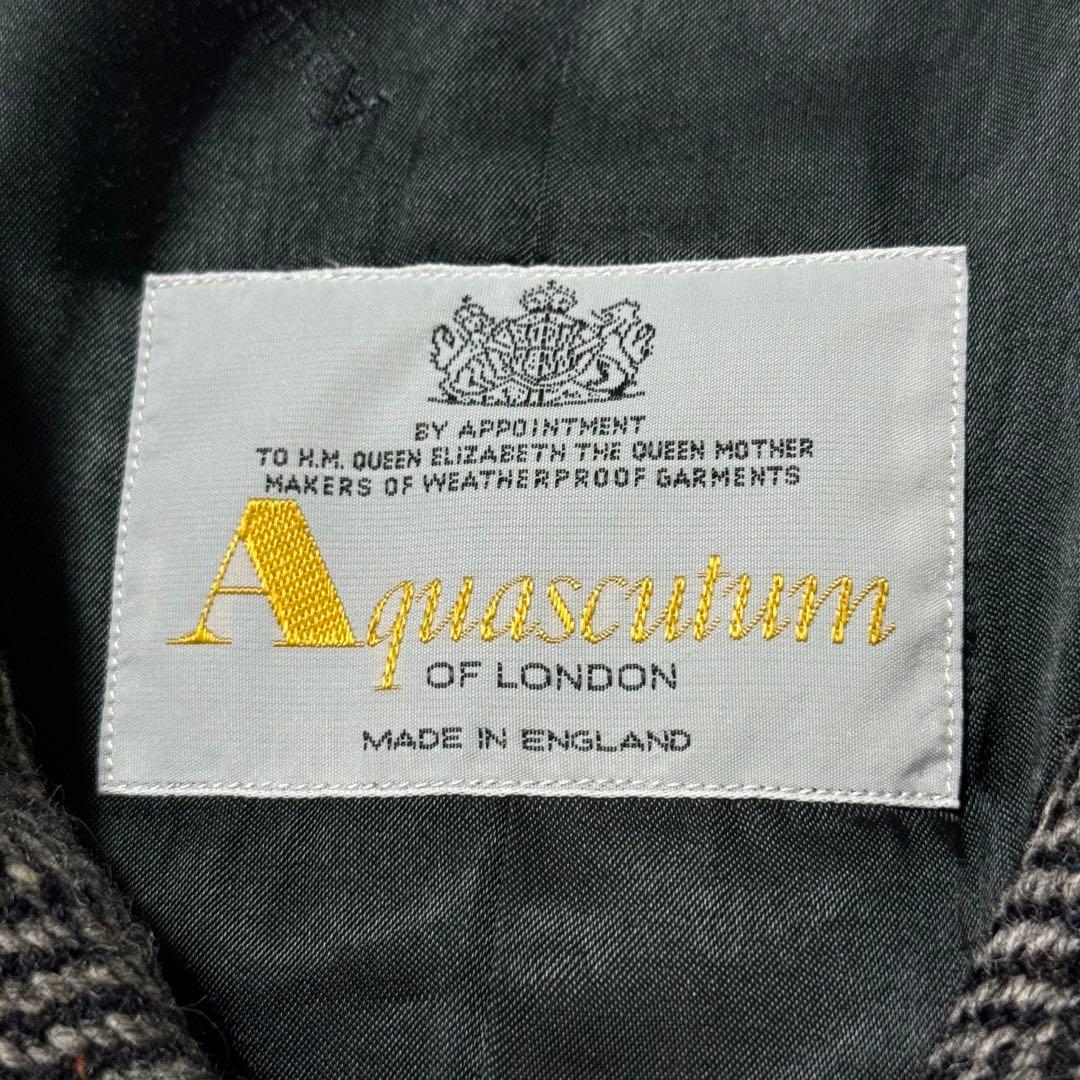 BY APPOINTMENT
TO H.M. QUEEN ELIZABETH THE QUEEN MOTHER
MAKERS OF WEATHERPROOF GARMENTS
Aquascutum
OF LONDON
MADE IN ENGLAND